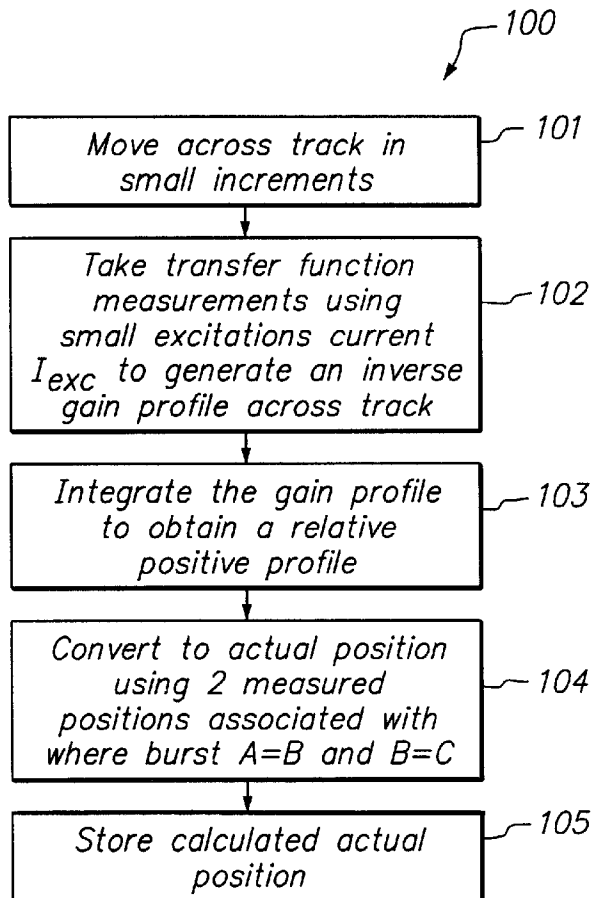 100
Move across track in
small increments
101
Take transfer function
measurements using
small excitations current
I_exc to generate an inverse
gain profile across track
102
Integrate the gain profile
to obtain a relative
positive profile
103
Convert to actual position
using 2 measured
positions associated with
where burst A=B and B=C
104
Store calculated actual
position
105